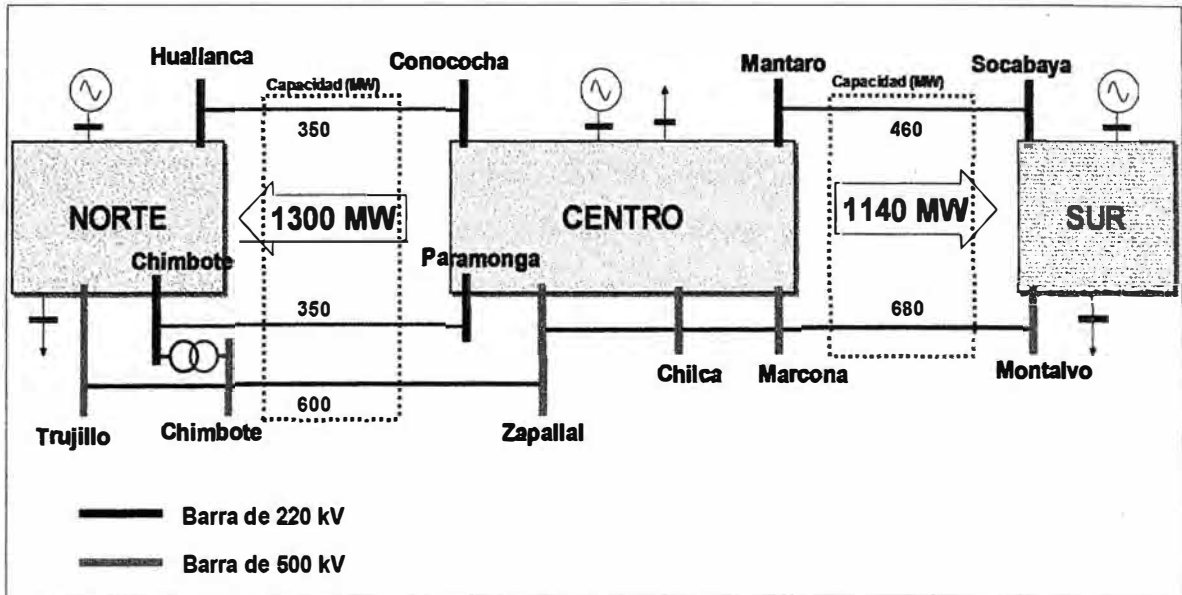 Huallanca
Conococha
Mantaro
Socabaya
Capacidad (MW)
Capacidad (MW)
350
460
NORTE
1300 MW
CENTRO
1140 MW
SUR
Chimbote
Paramonga
350
680
Chilca
Marcona
Montalvo
600
Trujillo
Chimbote
Zapallal
Barra de 220 kV
Barra de 500 kV